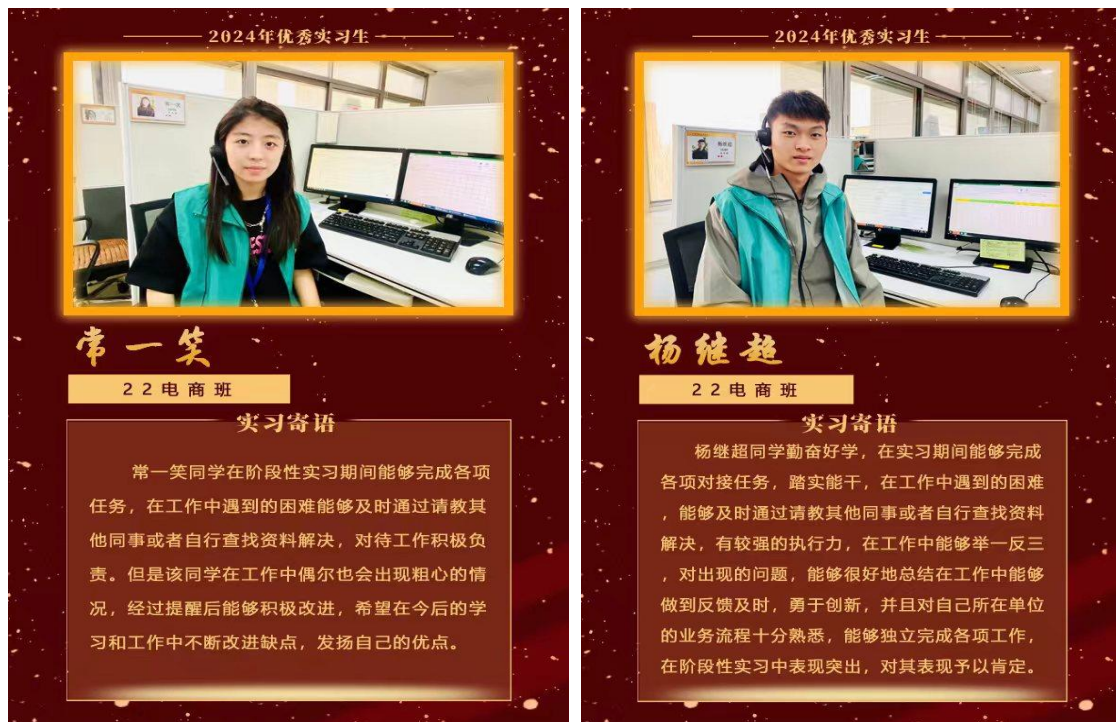 2024年优秀实习生
常一笑
22电商班
实习寄语
常一笑同学在阶段性实习期间能够完成各项
任务，在工作中遇到的困难能够及时通过请教其
他同事或者自行查找资料解决，对待工作积极负
责。但是该同学在工作中偶尔也会出现粗心的情
况，经过提醒后能够积极改进，希望在今后的学
习和工作中不断改进缺点，发扬自己的优点。
2024年优秀实习生
杨继超
22电商班
实习寄语
杨继超同学勤奋好学，在实习期间能够完成
各项对接任务，踏实能干，在工作中遇到的困难
，能够及时通过请教其他同事或者自行查找资料
解决，有较强的执行力，在工作中能够举一反三
，对出现的问题，能够很好地总结在工作中能够
做到反馈及时，勇于创新，并且对自己所在单位
的业务流程十分熟悉，能够独立完成各项工作，
在阶段性实习中表现突出，对其表现予以肯定。